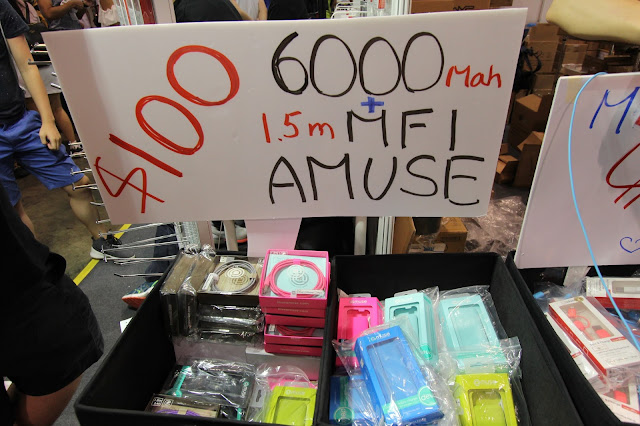 $100
6000 Mah
+
1.5m MFI
AMUSE